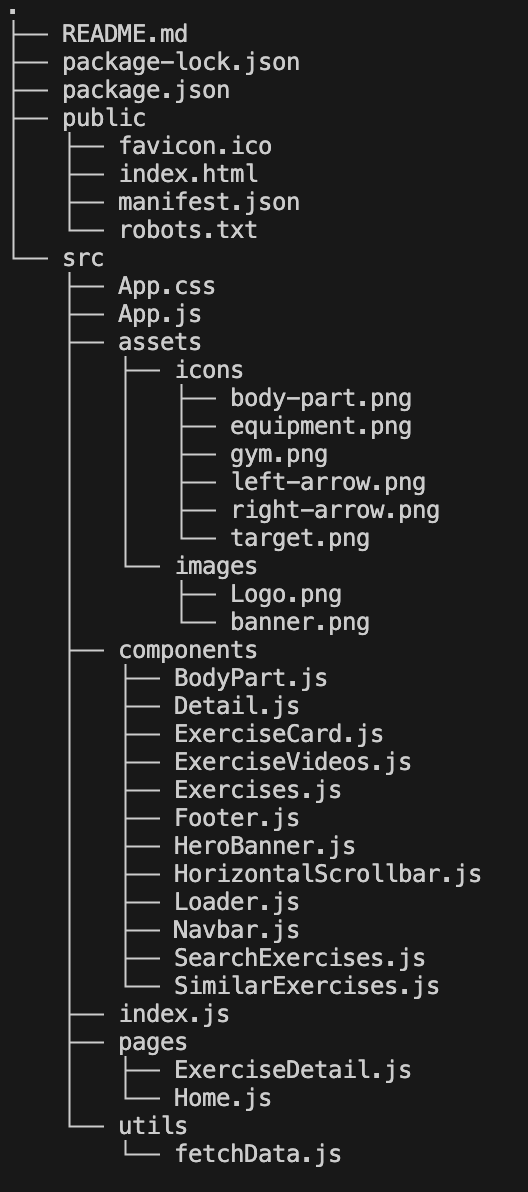 .
├── README.md
├── package-lock.json
├── package.json
├── public
│   ├── favicon.ico
│   ├── index.html
│   ├── manifest.json
│   └── robots.txt
└── src
    ├── App.css
    ├── App.js
    ├── assets
    │   ├── icons
    │   │   ├── body-part.png
    │   │   ├── equipment.png
    │   │   ├── gym.png
    │   │   ├── left-arrow.png
    │   │   ├── right-arrow.png
    │   │   └── target.png
    │   └── images
    │       ├── Logo.png
    │       └── banner.png
    ├── components
    │   ├── BodyPart.js
    │   ├── Detail.js
    │   ├── ExerciseCard.js
    │   ├── ExerciseVideos.js
    │   ├── Exercises.js
    │   ├── Footer.js
    │   ├── HeroBanner.js
    │   ├── HorizontalScrollbar.js
    │   ├── Loader.js
    │   ├── Navbar.js
    │   ├── SearchExercises.js
    │   └── SimilarExercises.js
    ├── index.js
    ├── pages
    │   ├── ExerciseDetail.js
    │   └── Home.js
    └── utils
        └── fetchData.js